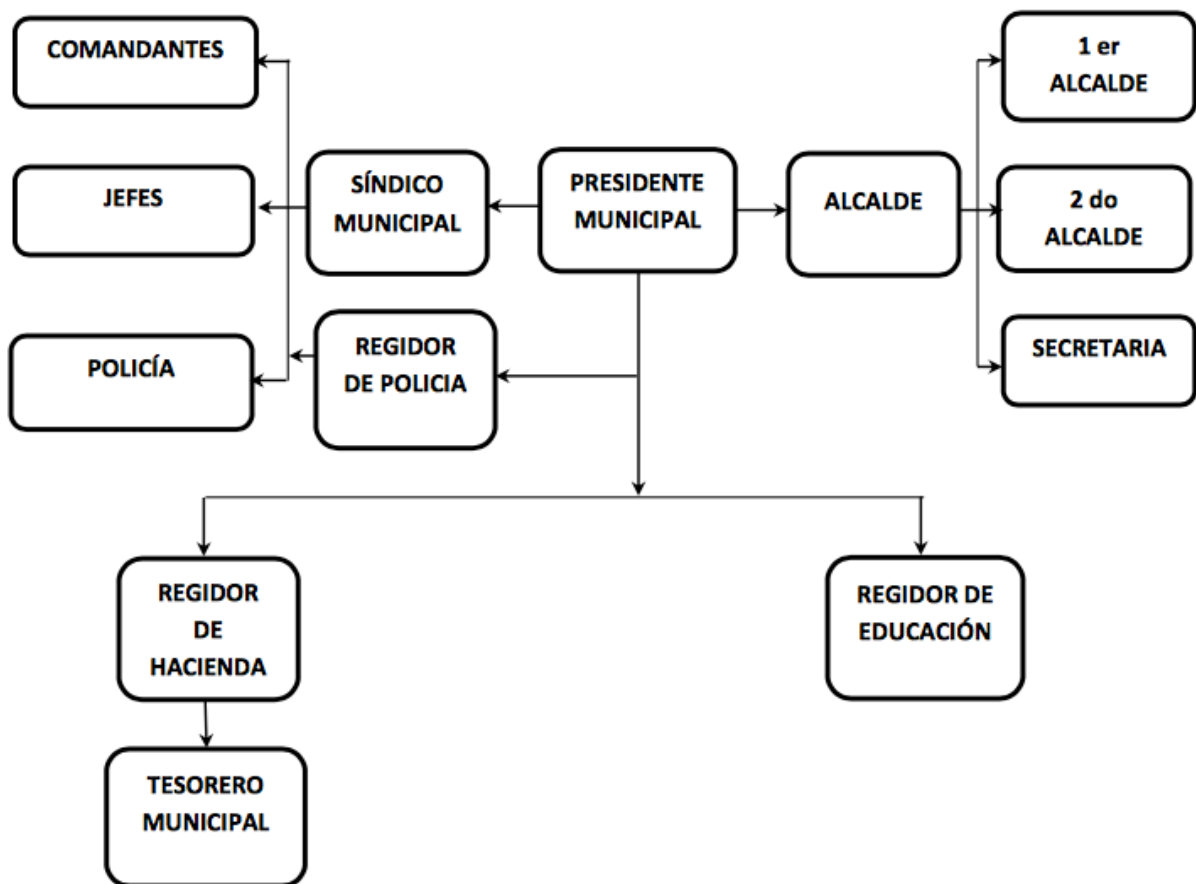 COMANDANTES
1 er
ALCALDE
JEFES
SÍNDICO
MUNICIPAL
PRESIDENTE
MUNICIPAL
ALCALDE
2 do
ALCALDE
POLICÍA
REGIDOR
DE POLICIA
SECRETARIA
REGIDOR
DE
HACIENDA
REGIDOR DE
EDUCACIÓN
TESORERO
MUNICIPAL